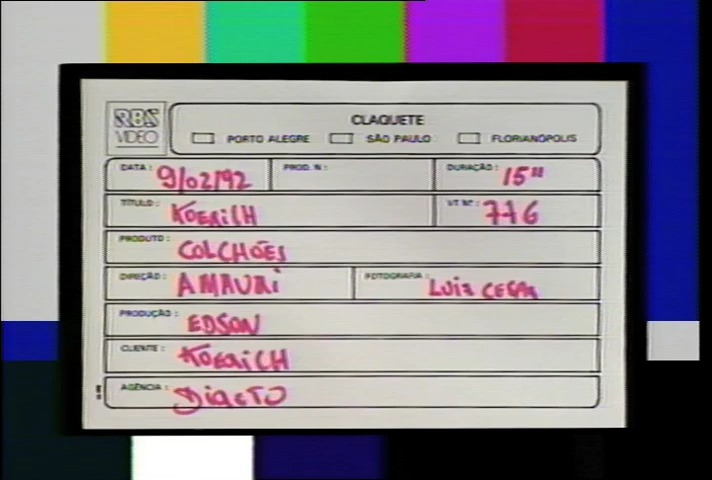 RBS
VIDEO
CLAQUETE
PORTO ALEGRE SÃO PAULO FLORIANÓPOLIS
DATA: 9/02/92 PROD. N.: DURAÇÃO: 15"
TÍTULO: KOERICH VT Nº: 776
PRODUTO: COLCHÕES
DIREÇÃO: AMAURI FOTOGRAFIA: LUIZ CESAR
PRODUÇÃO: EDSON
CLIENTE: KOERICH
AGÊNCIA: DIRETO